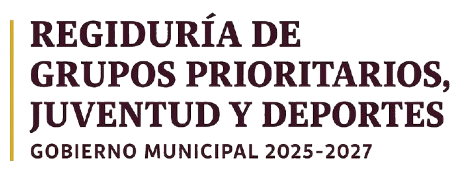 REGIDURÍA DE
GRUPOS PRIORITARIOS,
JUVENTUD Y DEPORTES
GOBIERNO MUNICIPAL 2025-2027